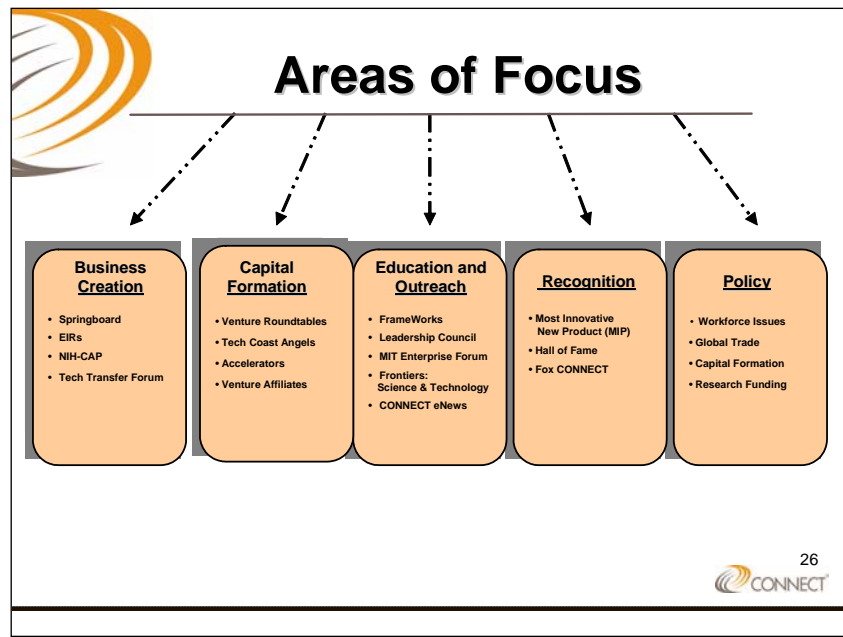 Areas of Focus
Business
Creation
• Springboard
• EIRs
• NIH-CAP
• Tech Transfer Forum
Capital
Formation
• Venture Roundtables
• Tech Coast Angels
• Accelerators
• Venture Affiliates
Education and
Outreach
• FrameWorks
• Leadership Council
• MIT Enterprise Forum
• Frontiers:
Science & Technology
• CONNECT eNews
Recognition
• Most Innovative
New Product (MIP)
• Hall of Fame
• Fox CONNECT
Policy
• Workforce Issues
• Global Trade
• Capital Formation
• Research Funding
26
CONNECT